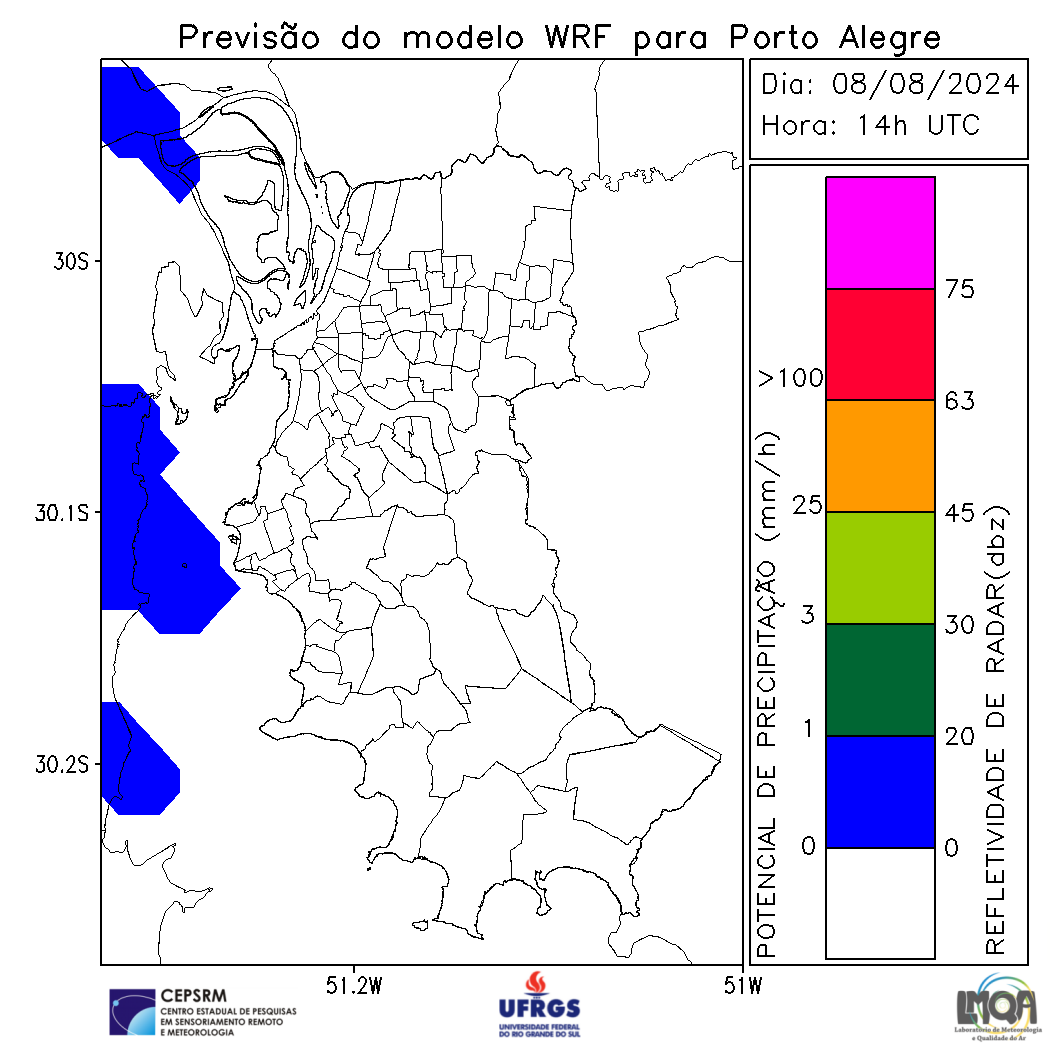 Previsão do modelo WRF para Porto Alegre
Dia: 08/08/2024
Hora: 14h UTC
30S
30.1S
30.2S
51.2W
51W
POTENCIAL DE PRECIPITAÇÃO (mm/h)
>100
25
3
1
0
75
63
45
30
20
0
REFLETIVIDADE DE RADAR(dbz)
CEPSRM
CENTRO ESTADUAL DE PESQUISAS
EM SENSORIAMENTO REMOTO
E METEOROLOGIA
UFRGS
UNIVERSIDADE FEDERAL
DO RIO GRANDE DO SUL
LMQA
Laboratório de Meteorologia
e Qualidade do Ar